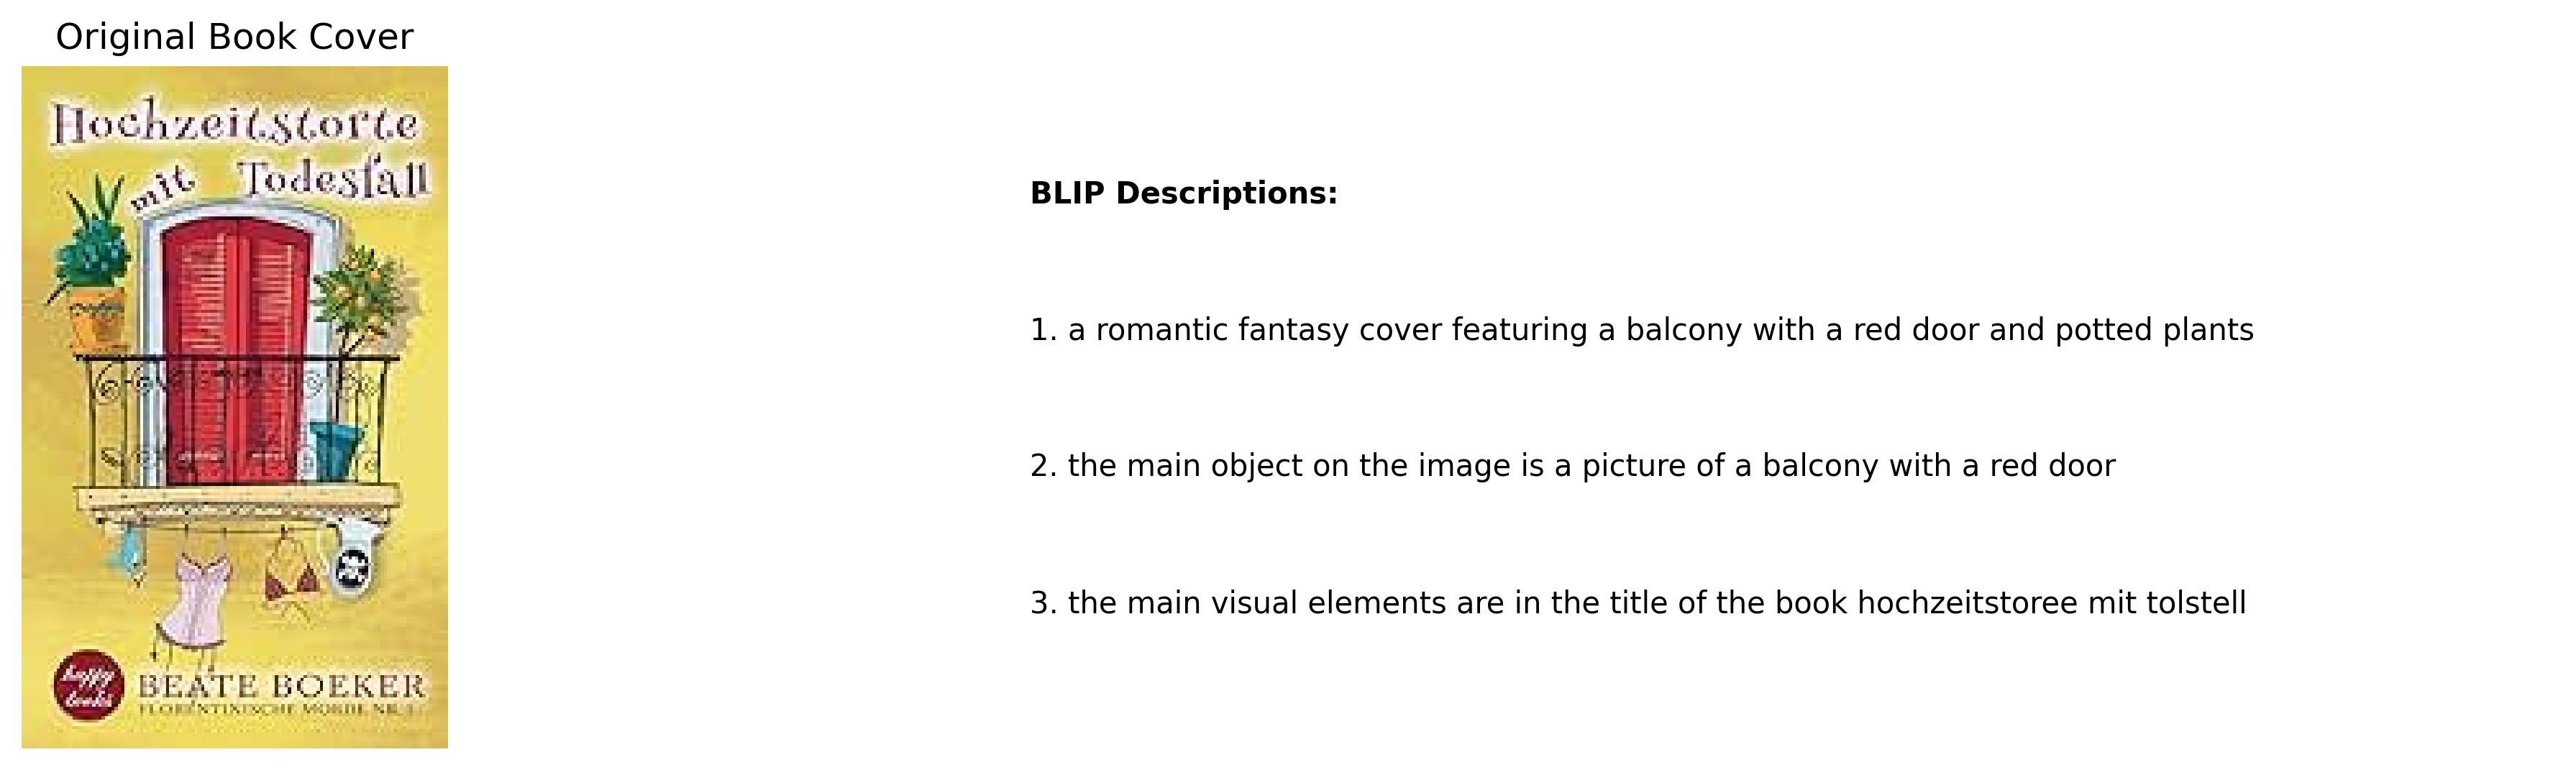 Original Book Cover
Hochzeitstorte
mit Todesfall
happy
books
BEATE BOEKER
FLORENTINISCHE MORDE NR. 1
BLIP Descriptions:
1. a romantic fantasy cover featuring a balcony with a red door and potted plants
2. the main object on the image is a picture of a balcony with a red door
3. the main visual elements are in the title of the book hochzeitstoree mit tolstell